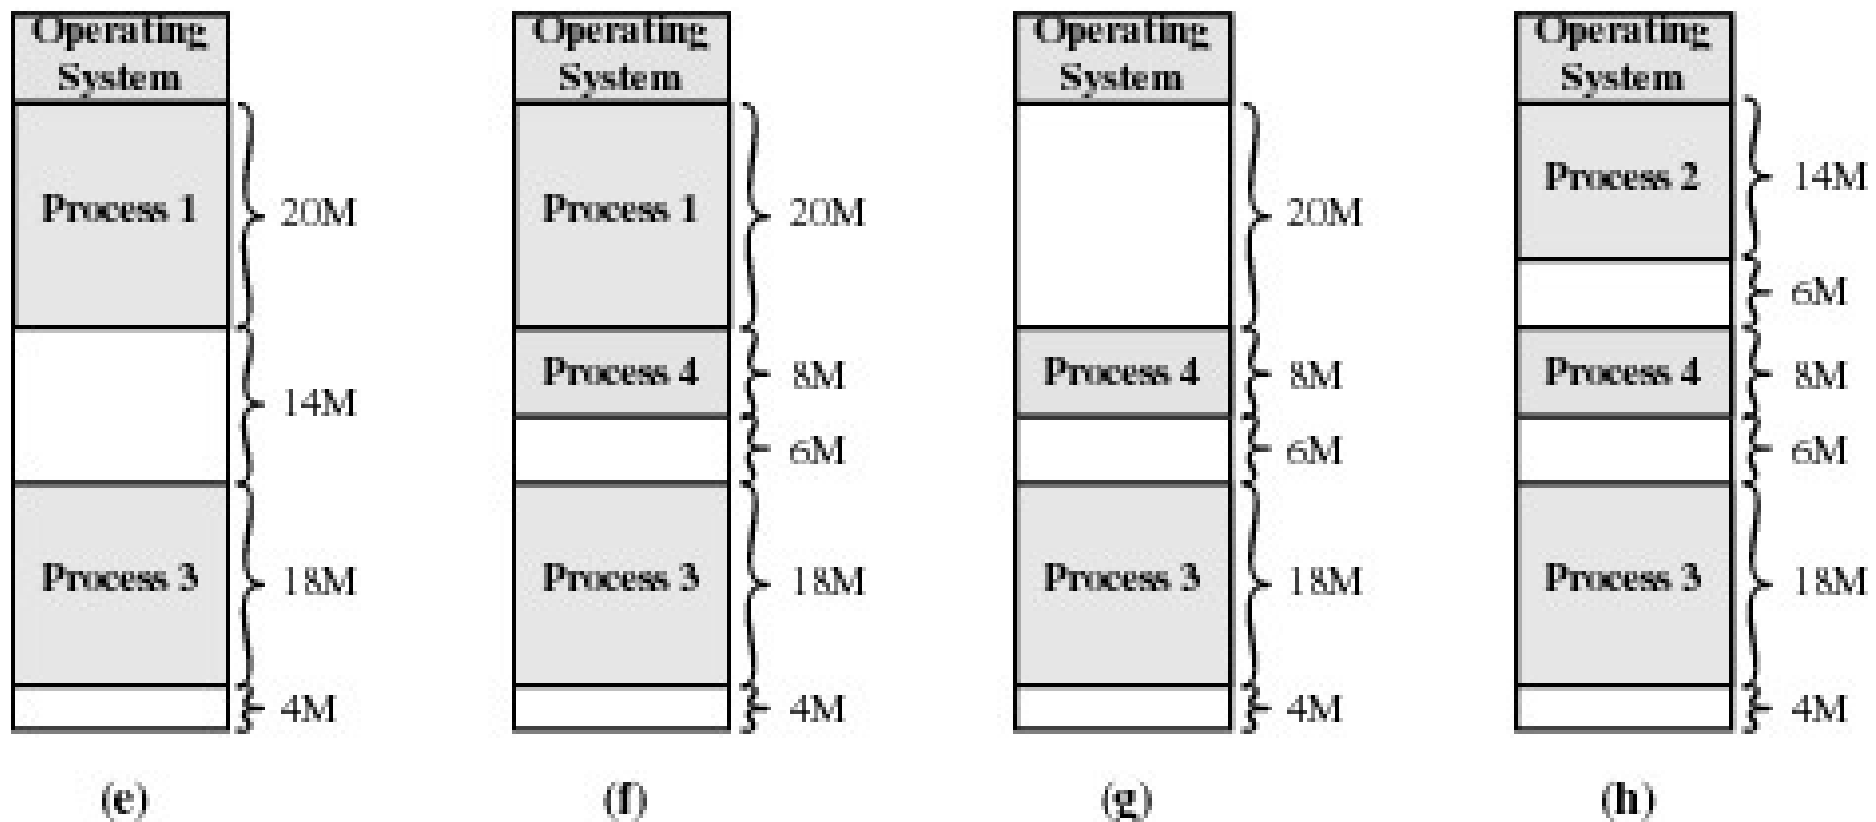 Operating
System
Process 1
20M
14M
Process 3
18M
4M
(e)
Operating
System
Process 1
20M
Process 4
8M
6M
Process 3
18M
4M
(f)
Operating
System
20M
Process 4
8M
6M
Process 3
18M
4M
(g)
Operating
System
Process 2
14M
6M
Process 4
8M
6M
Process 3
18M
4M
(h)